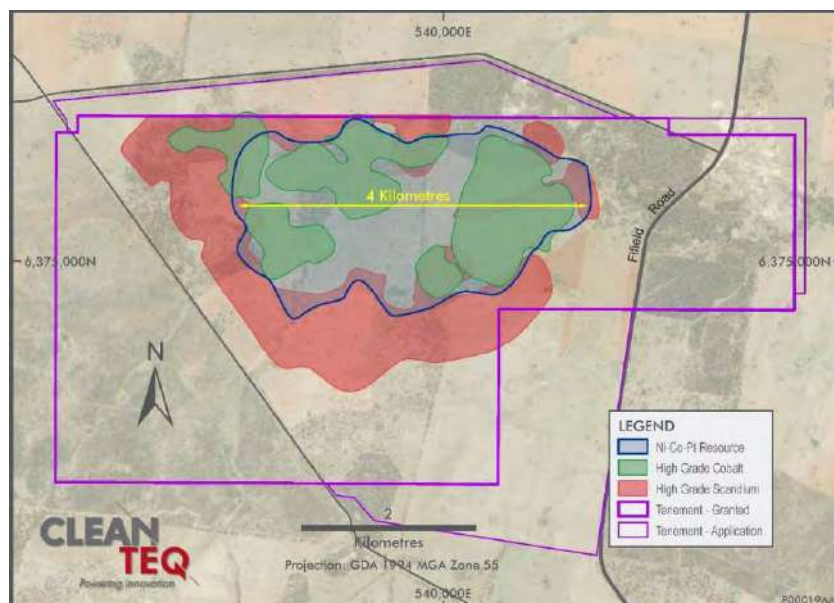 540,000E
4 Kilometres
Fifield Road
6,375,000N
6,375,000N
N
LEGEND
Ni-Co-Pt Resource
High Grade Cobalt
High Grade Scandium
Tenement - Granted
Tenement - Application
2
Kilometres
Projection: GDA 1994 MGA Zone 55
CLEAN
TEQ
Powering innovation
540,000E